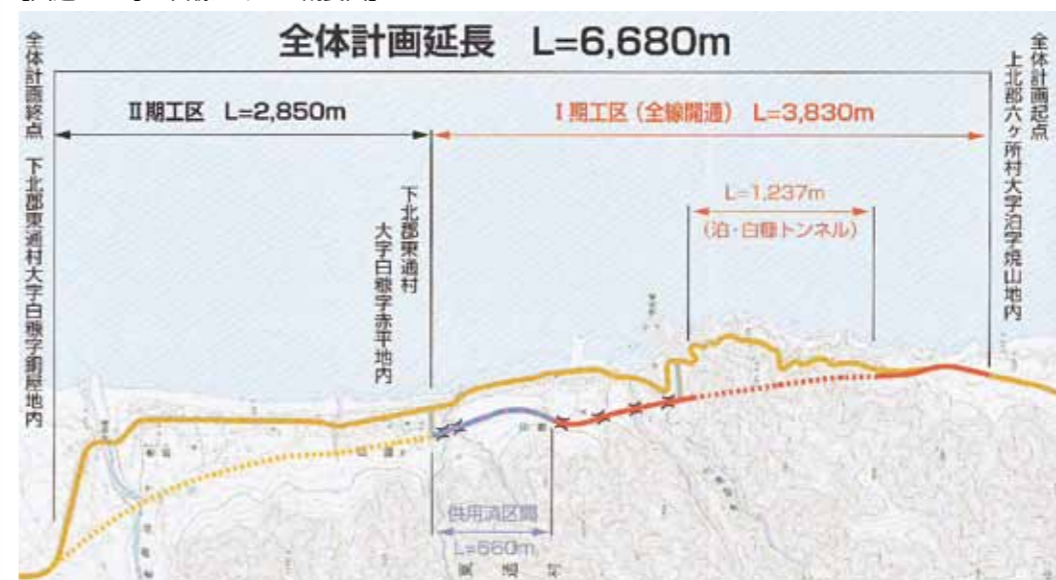 全体計画延長 L=6,680m
Ⅱ期工区 L=2,850m
Ⅰ期工区(全線開通) L=3,830m
L=1,237m
(泊・白糠トンネル)
全体計画起点
上北郡六ヶ所村大字泊字焼山地内
下北郡東通村
大字白糠字赤平地内
全体計画終点 下北郡東通村大字白糠字銅屋地内
供用済区間
L=660m
東通村